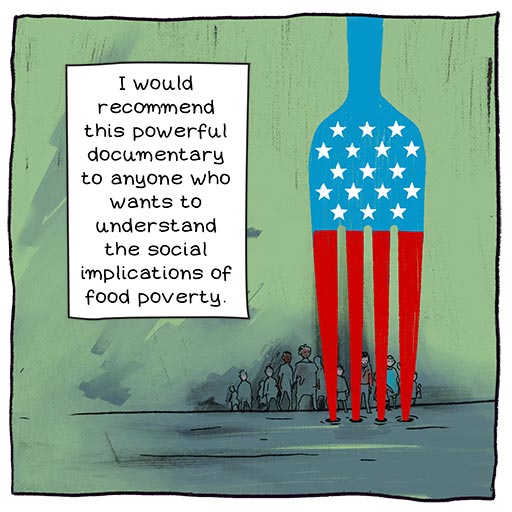 I would
recommend
this powerful
documentary
to anyone who
wants to
understand
the social
implications of
food poverty.